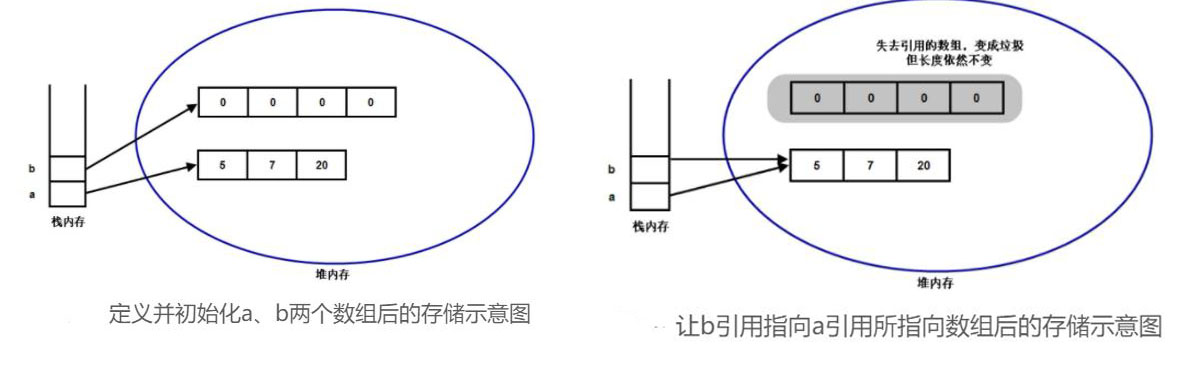 0 0 0 0
b
5 7 20
a
栈内存
堆内存
定义并初始化a、b两个数组后的存储示意图
失去引用的数组，变成垃圾
但长度依然不变
0 0 0 0
b
5 7 20
a
栈内存
堆内存
让b引用指向a引用所指向数组后的存储示意图